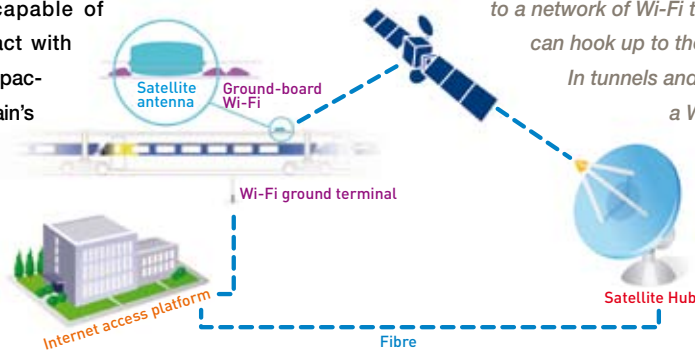 capable of
act with
pac-
ain's
to a network of Wi-Fi t
can hook up to the
In tunnels and
a W
Satellite
antenna
Ground-board
Wi-Fi
Wi-Fi ground terminal
Internet access platform
Satellite Hub
Fibre